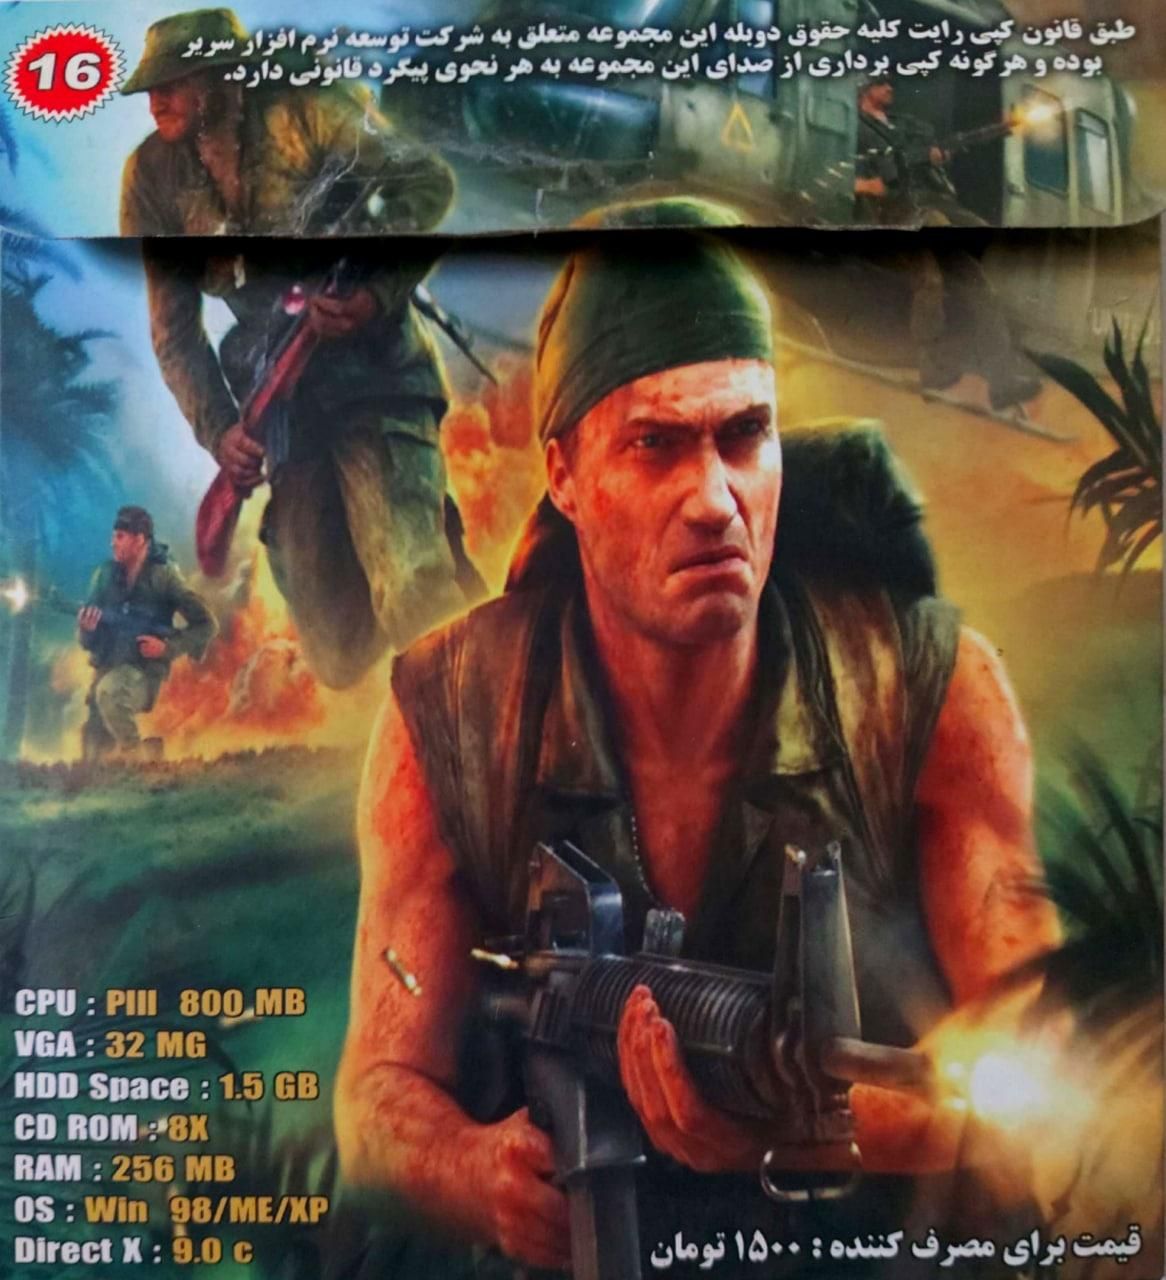 16
طبق قانون کپی رایت کلیه حقوق دوبله این مجموعه متعلق به شرکت توسعه نرم افزار سریر
بوده و هرگونه کپی برداری از صدای این مجموعه به هر نحوی پیگرد قانونی دارد.
CPU : PIII 800 MB
VGA : 32 MG
HDD Space : 1.5 GB
CD ROM : 8X
RAM : 256 MB
OS : Win 98/ME/XP
Direct X : 9.0 c
قیمت برای مصرف کننده : ۱۵۰۰ تومان